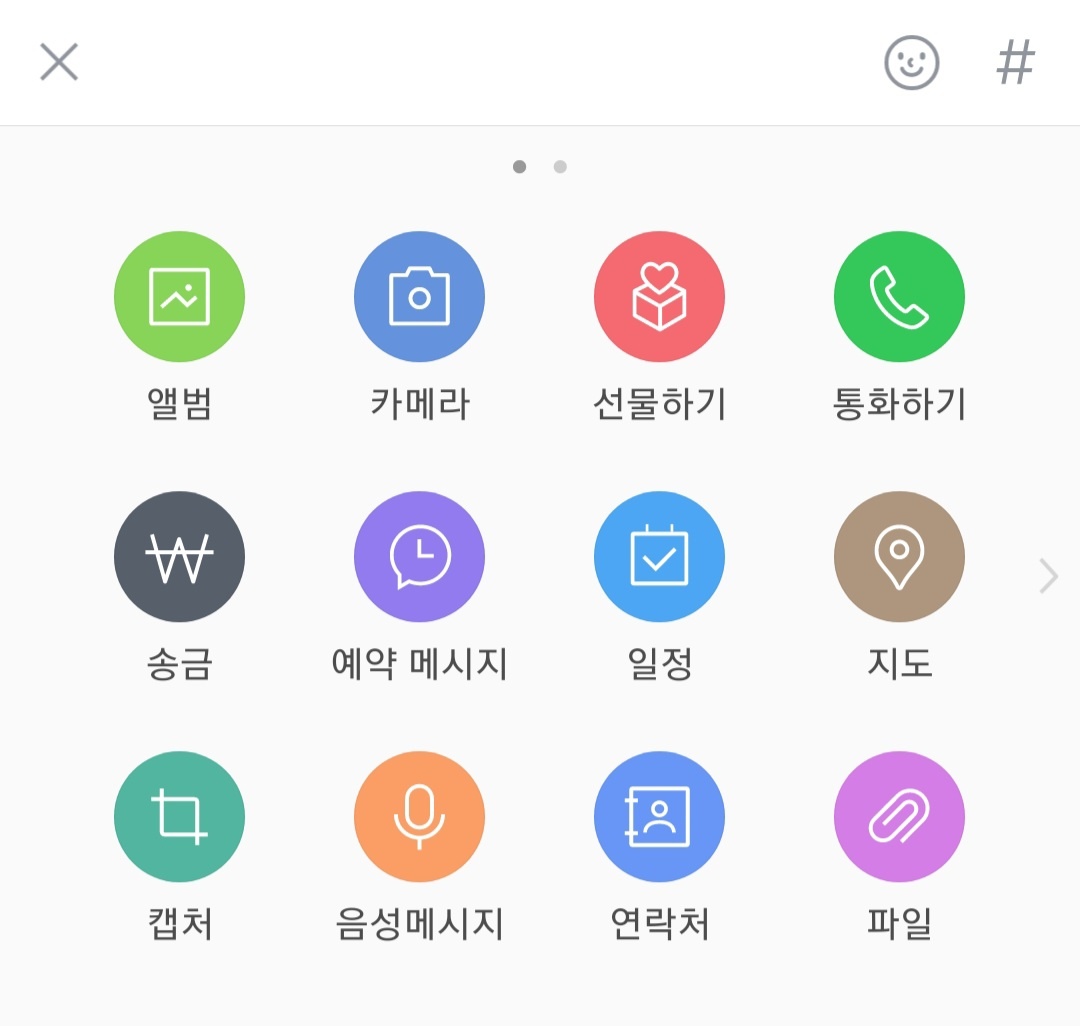 #
앨범 카메라 선물하기 통화하기
송금 예약 메시지 일정 지도
캡처 음성메시지 연락처 파일